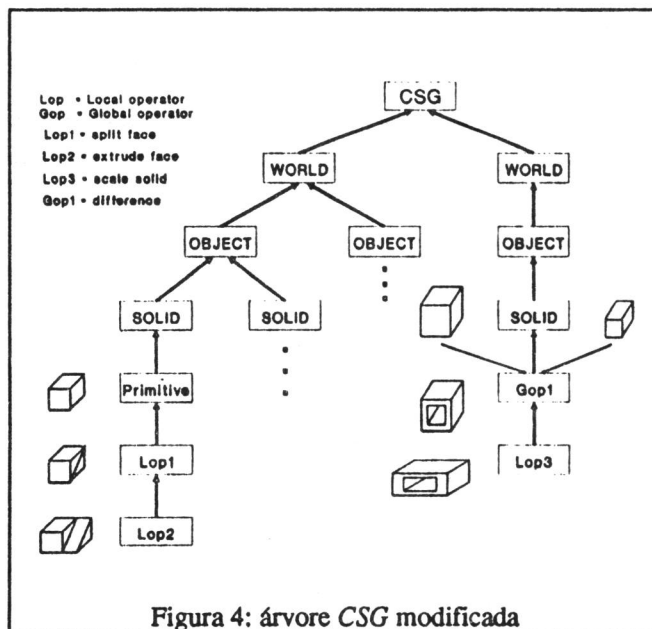 Lop • Local operator
Gop • Global operator
Lop1 • split face
Lop2 • extrude face
Lop3 • scale solid
Gop1 • difference
CSG
WORLD
WORLD
OBJECT
OBJECT
OBJECT
SOLID
SOLID
SOLID
Primitive
Gop1
Lop1
Lop3
Lop2
Figura 4: árvore CSG modificada